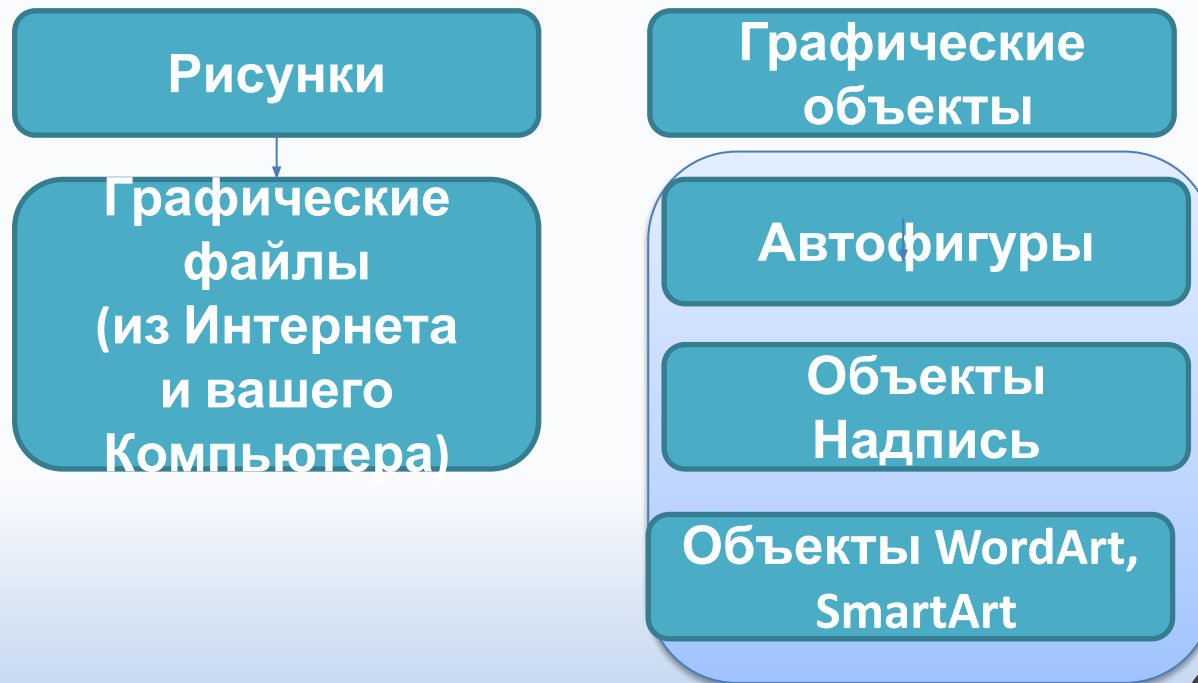 Рисунки
Графические
файлы
(из Интернета
и вашего
Компьютера)
Графические
объекты
Автофигуры
Объекты
Надпись
Объекты WordArt,
SmartArt